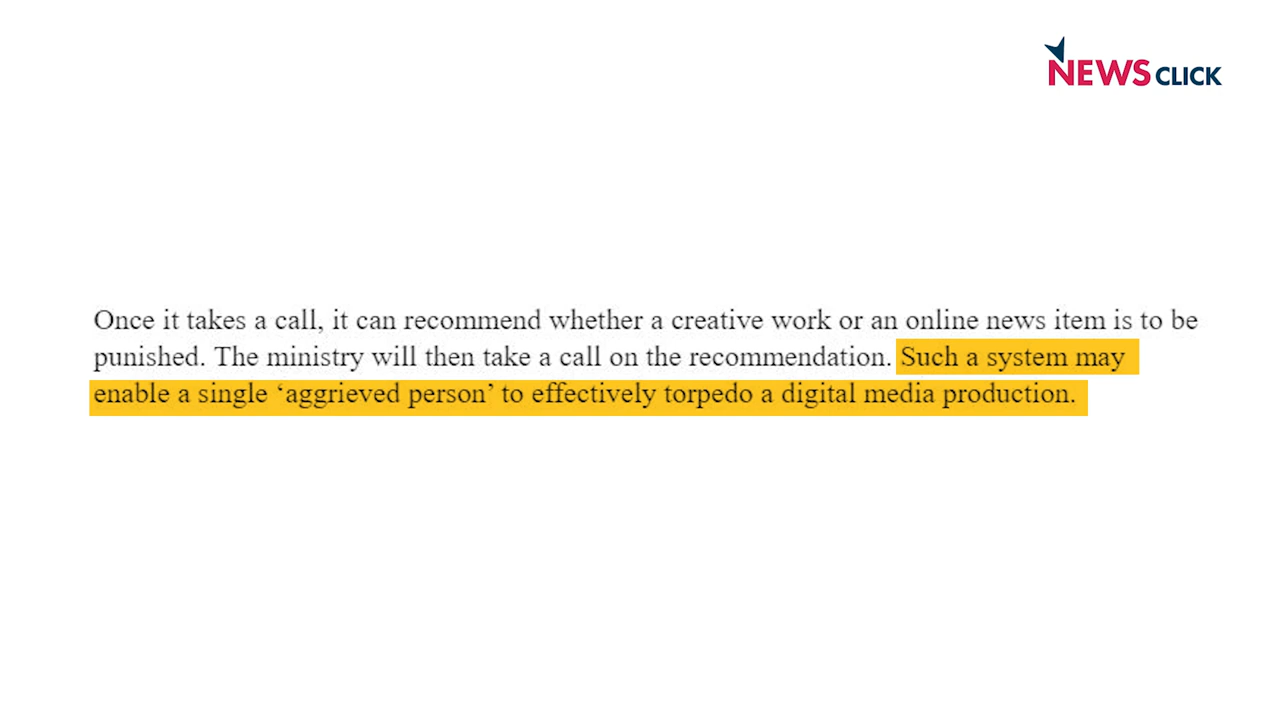 NEWS CLICK
Once it takes a call, it can recommend whether a creative work or an online news item is to be
punished. The ministry will then take a call on the recommendation. Such a system may
enable a single ‘aggrieved person’ to effectively torpedo a digital media production.